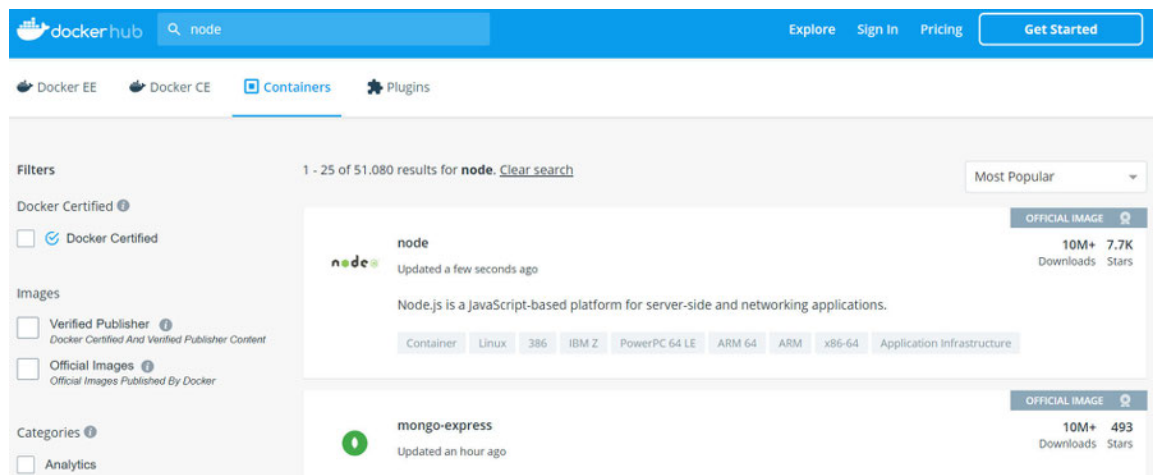 dockerhub
node
Explore Sign In Pricing Get Started
Docker EE Docker CE Containers Plugins
Filters
1 - 25 of 51.080 results for node. Clear search
Most Popular
Docker Certified
Docker Certified
OFFICIAL IMAGE
node
node
Updated a few seconds ago
10M+ 7.7K
Downloads Stars
Node.js is a JavaScript-based platform for server-side and networking applications.
Container Linux 386 IBM Z PowerPC 64 LE ARM 64 ARM x86-64 Application Infrastructure
Images
Verified Publisher
Docker Certified And Verified Publisher Content
Official Images
Official Images Published By Docker
OFFICIAL IMAGE
mongo-express
Updated an hour ago
10M+ 493
Downloads Stars
Categories
Analytics